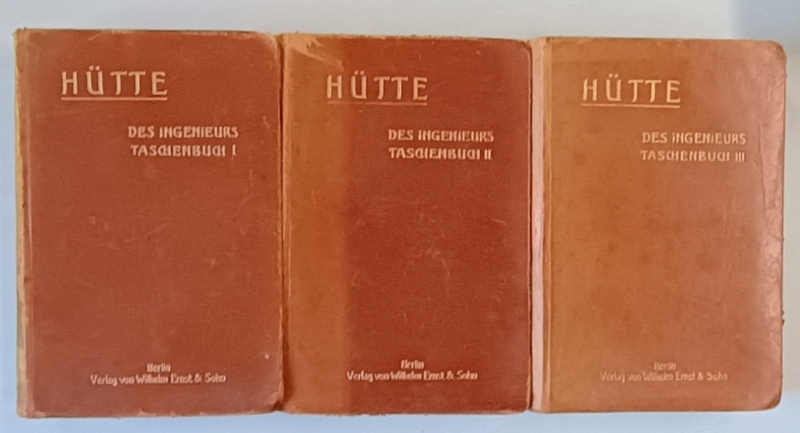 HÜTTE
DES INGENIEURS
TASCHENBUCH I
Berlin
Verlag von Wilhelm Ernst & Sohn
HÜTTE
DES INGENIEURS
TASCHENBUCH II
Berlin
Verlag von Wilhelm Ernst & Sohn
HÜTTE
DES INGENIEURS
TASCHENBUCH III
Berlin
Verlag von Wilhelm Ernst & Sohn